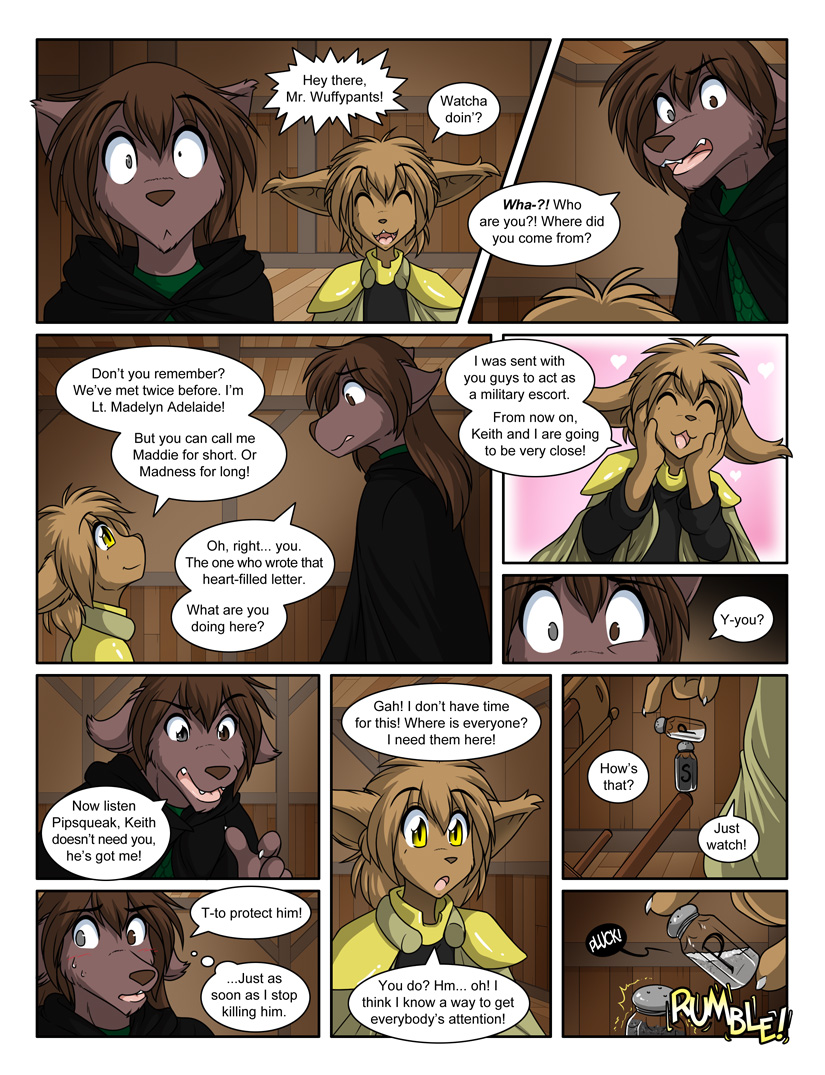 Hey there,
Mr. Wuffypants!
Watcha
doin'?
Wha-?! Who
are you?! Where did
you come from?
Don't you remember?
We've met twice before. I'm
Lt. Madelyn Adelaide!
But you can call me
Maddie for short. Or
Madness for long!
Oh, right... you.
The one who wrote that
heart-filled letter.
What are you
doing here?
I was sent with
you guys to act as
a military escort.
From now on,
Keith and I are going
to be very close!
Y-you?
Now listen
Pipsqueak, Keith
doesn't need you,
he's got me!
T-to protect him!
...Just as
soon as I stop
killing him.
Gah! I don't have time
for this! Where is everyone?
I need them here!
You do? Hm... oh! I
think I know a way to get
everybody's attention!
P
S
How's
that?
Just
watch!
PLUCK!
P
RUMBLE!